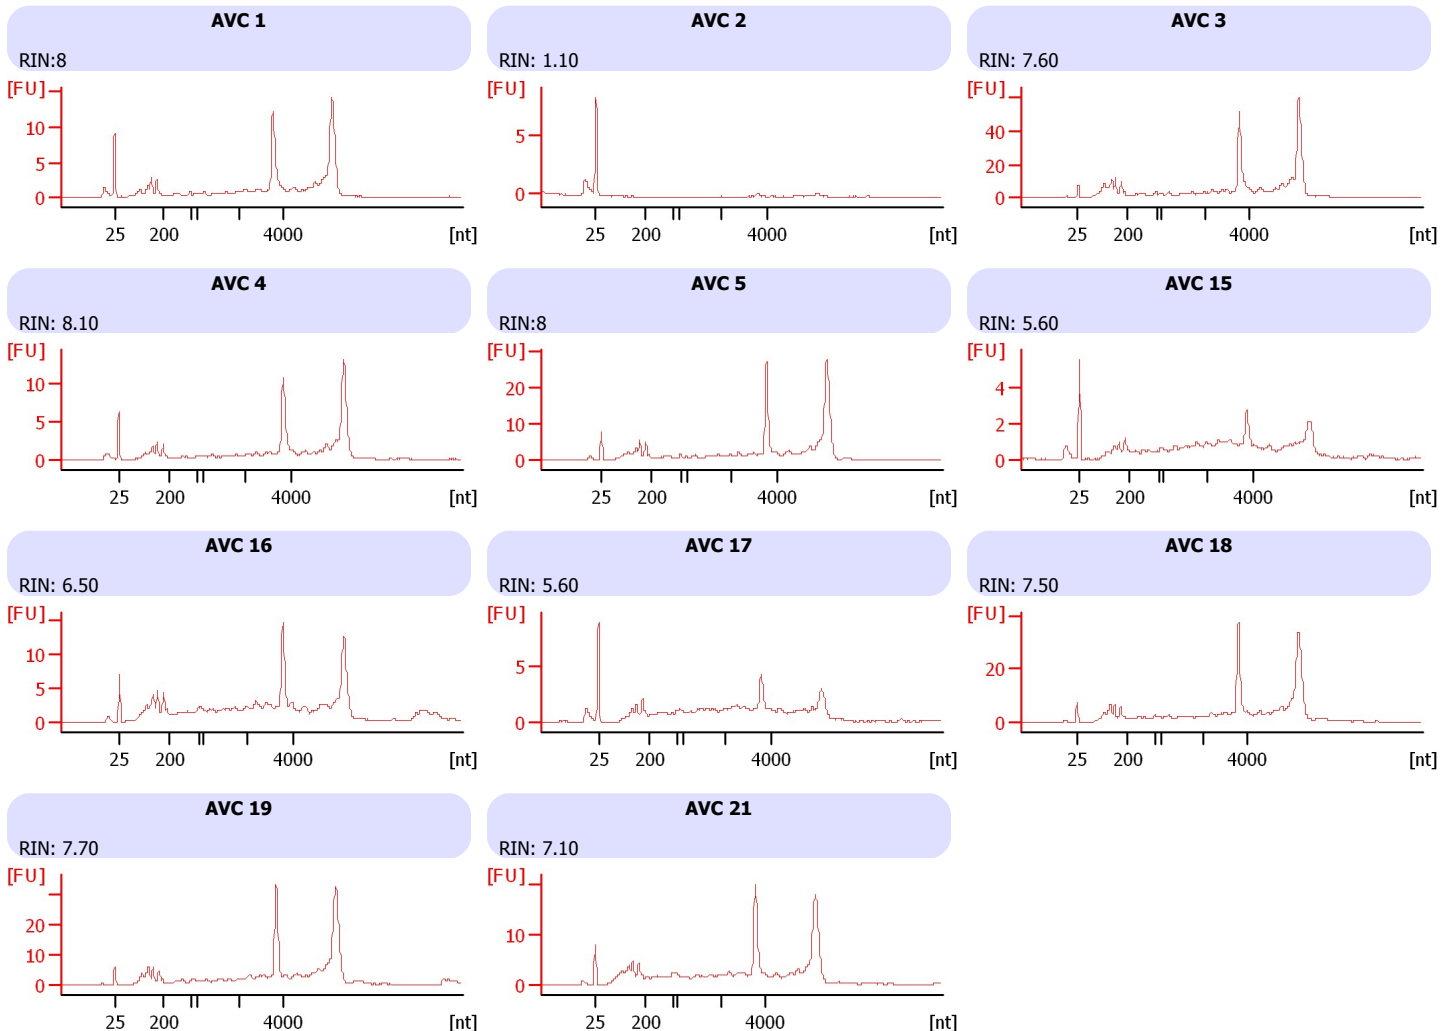 AVC 1
RIN:8
[FU]
10
5
0
25 200 4000 [nt]
AVC 2
RIN: 1.10
[FU]
5
0
25 200 4000 [nt]
AVC 3
RIN: 7.60
[FU]
40
20
0
25 200 4000 [nt]
AVC 4
RIN: 8.10
[FU]
10
5
0
25 200 4000 [nt]
AVC 5
RIN:8
[FU]
20
10
0
25 200 4000 [nt]
AVC 15
RIN: 5.60
[FU]
4
2
0
25 200 4000 [nt]
AVC 16
RIN: 6.50
[FU]
10
5
0
25 200 4000 [nt]
AVC 17
RIN: 5.60
[FU]
5
0
25 200 4000 [nt]
AVC 18
RIN: 7.50
[FU]
20
0
25 200 4000 [nt]
AVC 19
RIN: 7.70
[FU]
20
10
0
25 200 4000 [nt]
AVC 21
RIN: 7.10
[FU]
10
0
25 200 4000 [nt]